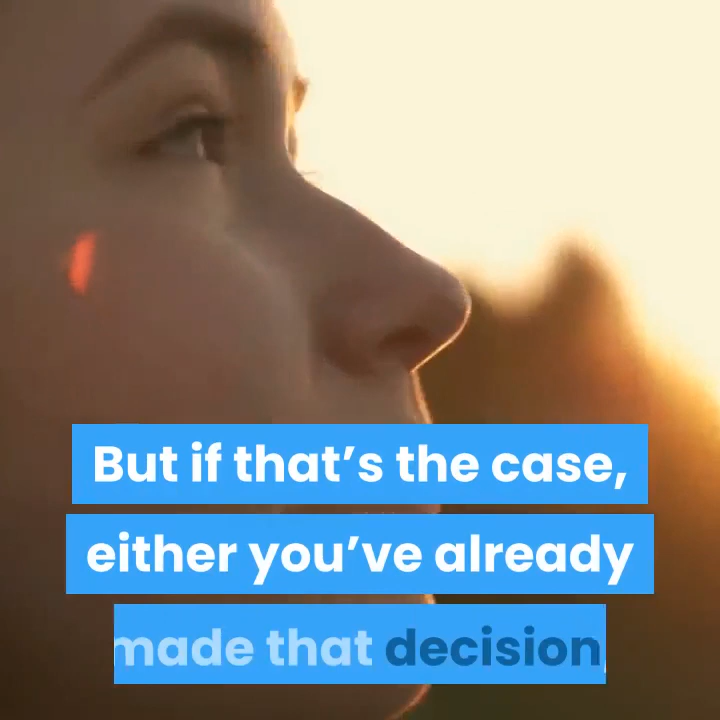 But if that’s the case,
either you’ve already
made that decision,